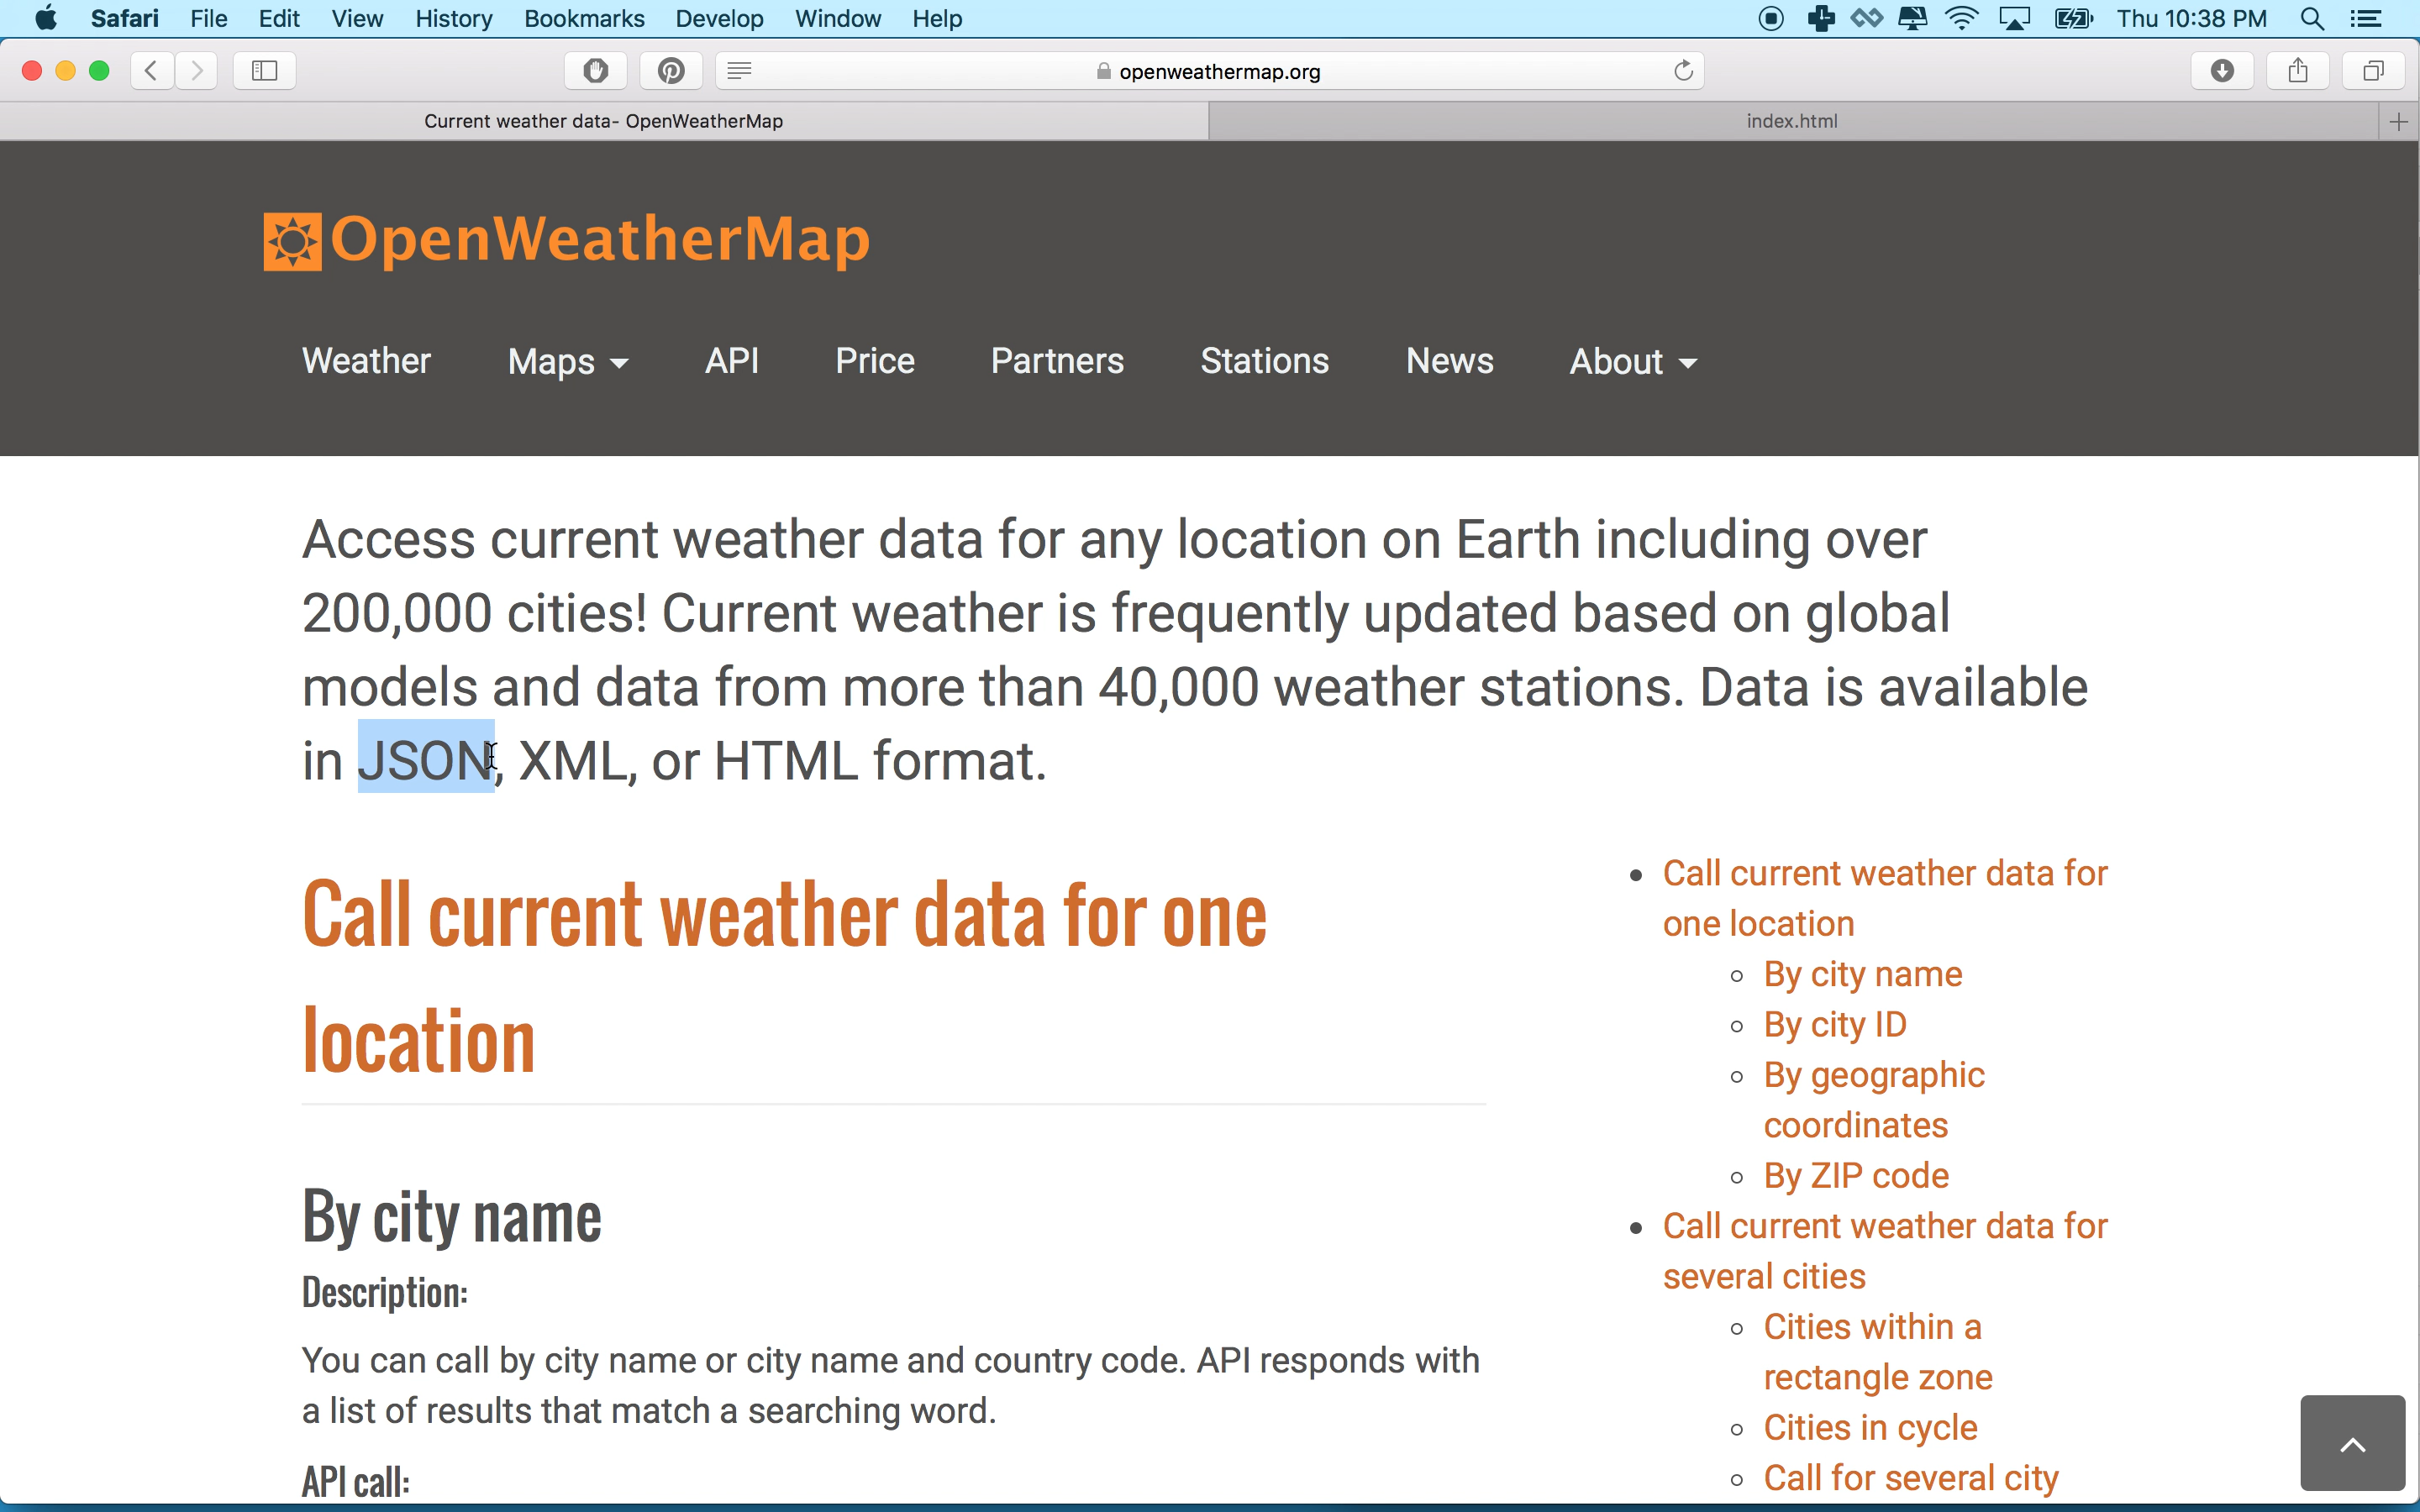 Safari File Edit View History Bookmarks Develop Window Help Thu 10:38 PM
openweathermap.org
Current weather data- OpenWeatherMap
index.html
OpenWeatherMap
Weather Maps API Price Partners Stations News About
Access current weather data for any location on Earth including over
200,000 cities! Current weather is frequently updated based on global
models and data from more than 40,000 weather stations. Data is available
in JSON, XML, or HTML format.
Call current weather data for one
location
By city name
Description:
You can call by city name or city name and country code. API responds with
a list of results that match a searching word.
API call:
Call current weather data for
one location
By city name
By city ID
By geographic
coordinates
By ZIP code
Call current weather data for
several cities
Cities within a
rectangle zone
Cities in cycle
Call for several city